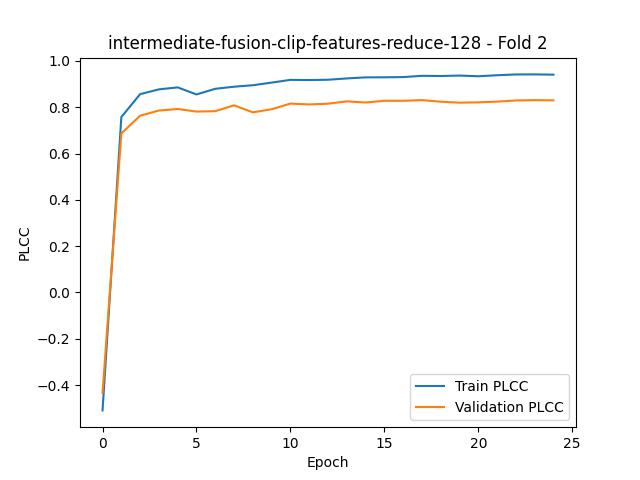 intermediate-fusion-clip-features-reduce-128 - Fold 2
1.0
0.8
0.6
0.4
0.2
0.0
−0.2
−0.4
PLCC
0
5
10
15
20
25
Epoch
Train PLCC
Validation PLCC